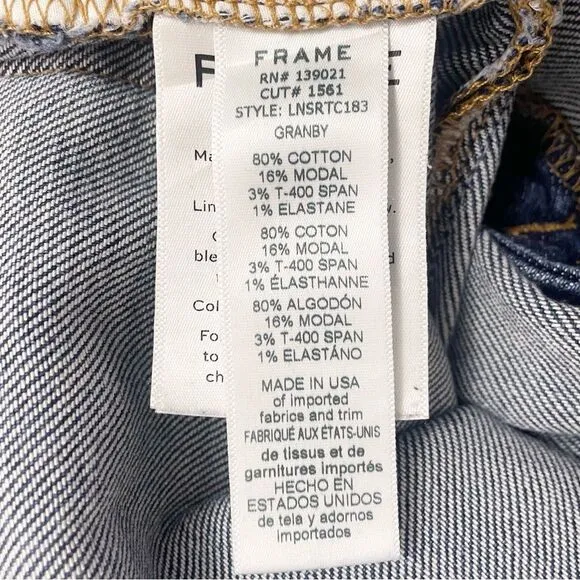 FRAME
RN# 139021
CUT# 1561
STYLE: LNSRTC183
GRANBY
80% COTTON
16% MODAL
3% T-400 SPAN
1% ELASTANE
80% COTON
16% MODAL
3% T-400 SPAN
1% ÉLASTHANNE
80% ALGODÓN
16% MODAL
3% T-400 SPAN
1% ELASTÁNO
MADE IN USA
of imported
fabrics and trim
FABRIQUÉ AUX ÉTATS-UNIS
de tissus et de
garnitures importés
HECHO EN
ESTADOS UNIDOS
de tela y adornos
importados